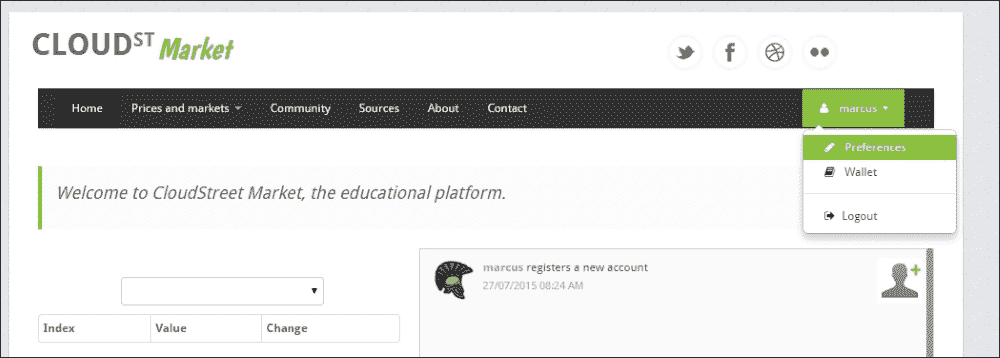 CLOUDST Market
Home Prices and markets Community Sources About Contact marcus
Preferences
Wallet
Logout
Welcome to CloudStreet Market, the educational platform.
marcus registers a new account
27/07/2015 08:24 AM
Index Value Change